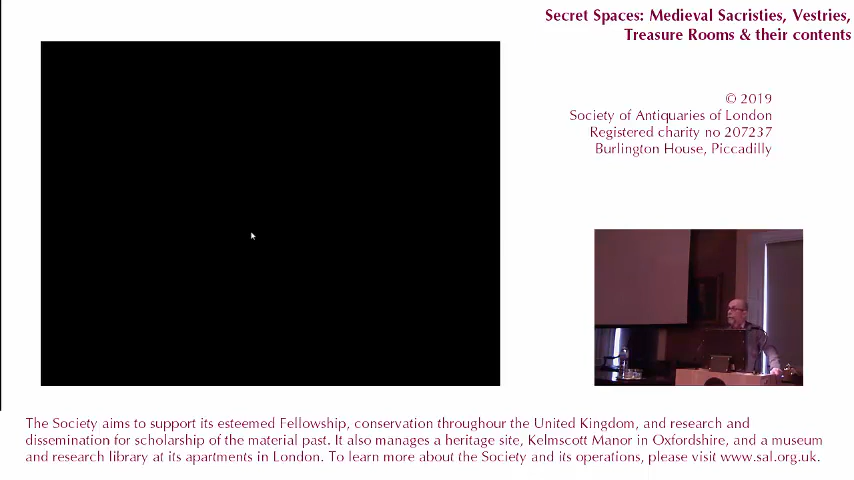 Secret Spaces: Medieval Sacristies, Vestries,
Treasure Rooms & their contents
© 2019
Society of Antiquaries of London
Registered charity no 207237
Burlington House, Piccadilly
The Society aims to support its esteemed Fellowship, conservation throughour the United Kingdom, and research and
dissemination for scholarship of the material past. It also manages a heritage site, Kelmscott Manor in Oxfordshire, and a museum
and research library at its apartments in London. To learn more about the Society and its operations, please visit www.sal.org.uk.